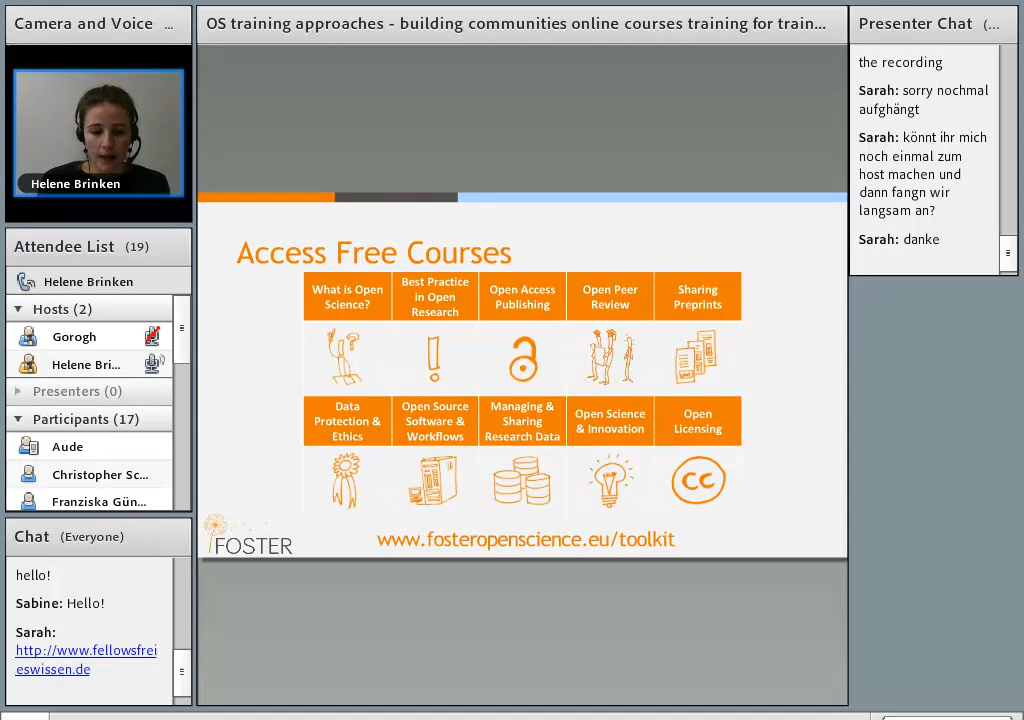 Camera and Voice ...
Helene Brinken
Attendee List (19)
Helene Brinken
Hosts (2)
Gorogh
Helene Bri...
Presenters (0)
Participants (17)
Aude
Christopher Sc...
Franziska Gün...
Chat (Everyone)
hello!
Sabine: Hello!
Sarah:
http://www.fellowsfrei
eswissen.de
OS training approaches - building communities online courses training for train...
Access Free Courses
What is Open
Science?
Best Practice
in Open
Research
Open Access
Publishing
Open Peer
Review
Sharing
Preprints
Data
Protection &
Ethics
Open Source
Software &
Workflows
Managing &
Sharing
Research Data
Open Science
& Innovation
Open
Licensing
cc
FOSTER
www.fosteropenscience.eu/toolkit
Presenter Chat (...
the recording
Sarah: sorry nochmal
aufghängt
Sarah: könnt ihr mich
noch einmal zum
host machen und
dann fangn wir
langsam an?
Sarah: danke